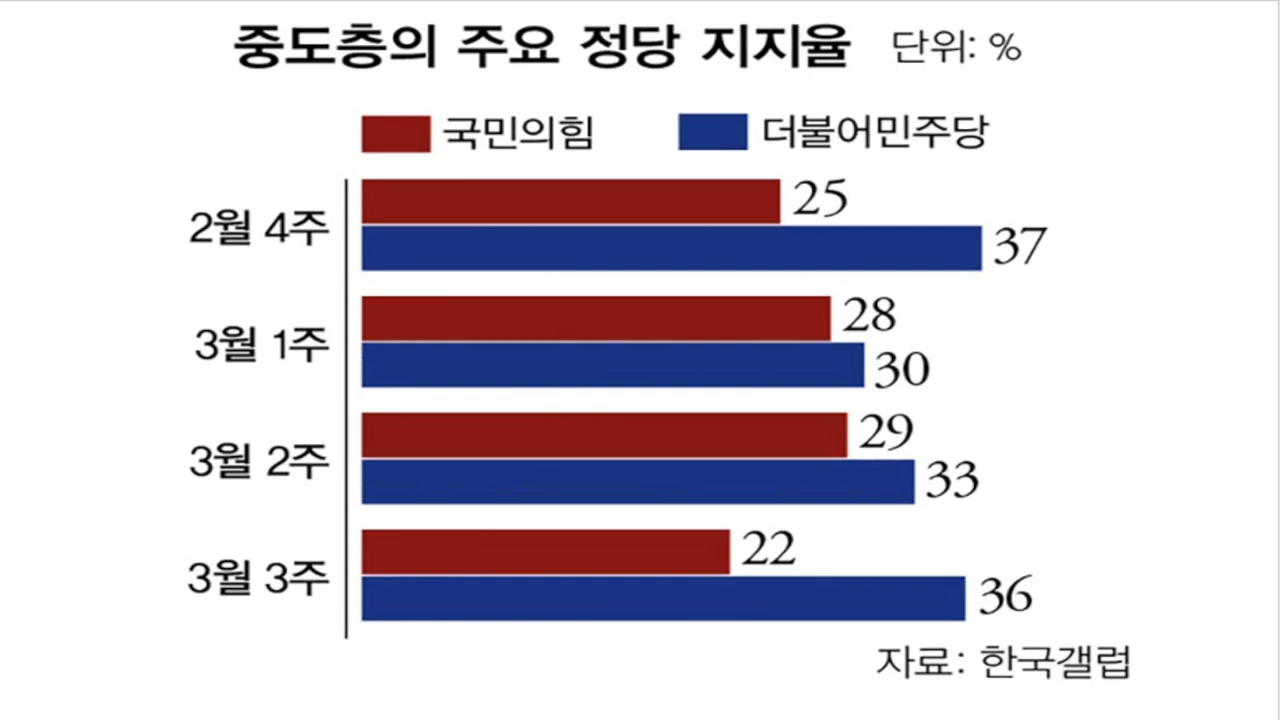 중도층의 주요 정당 지지율 단위: %
국민의힘 더불어민주당
2월 4주 25 37
3월 1주 28 30
3월 2주 29 33
3월 3주 22 36
자료: 한국갤럽